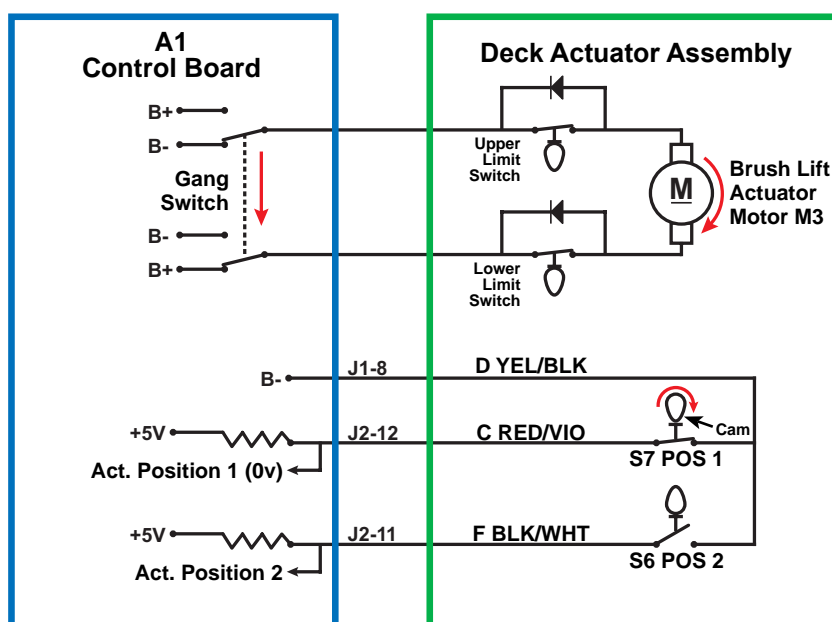 A1
Control Board
Deck Actuator Assembly
B+
B-
Gang
Switch
B-
B+
Upper
Limit
Switch
Lower
Limit
Switch
M
Brush Lift
Actuator
Motor M3
B-
J1-8
D YEL/BLK
+5V
J2-12
C RED/VIO
Cam
Act. Position 1 (0v)
S7 POS 1
+5V
J2-11
F BLK/WHT
Act. Position 2
S6 POS 2